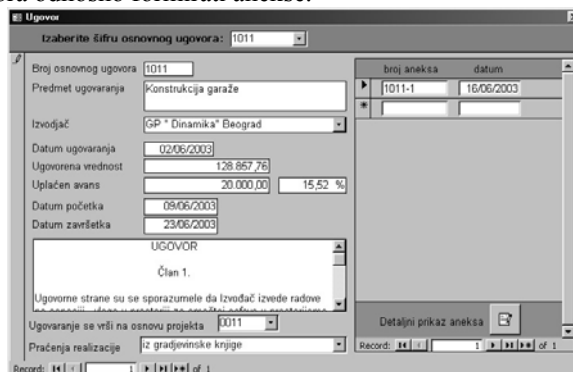 Ugovor
Izaberite šifru osnovnog ugovora: 1011
Broj osnovnog ugovora 1011
Predmet ugovaranja Konstrukcija garaže
Izvodjač GP " Dinamika" Beograd
Datum ugovaranja 02/06/2003
Ugovorena vrednost 128.857,76
Uplaćen avans 20.000,00 15,52 %
Datum početka 09/06/2003
Datum završetka 23/06/2003
UGOVOR
Član 1.
Ugovorne strane su se sporazumele da Izvođač izvede radove
Ugovaranje se vrši na osnovu projekta 0011
Praćenja realizacije iz gradjevinske knjige
Record: 1 of 1
broj aneksa datum
1011-1 16/06/2003
Detaljni prikaz aneksa
Record: 1 of 1